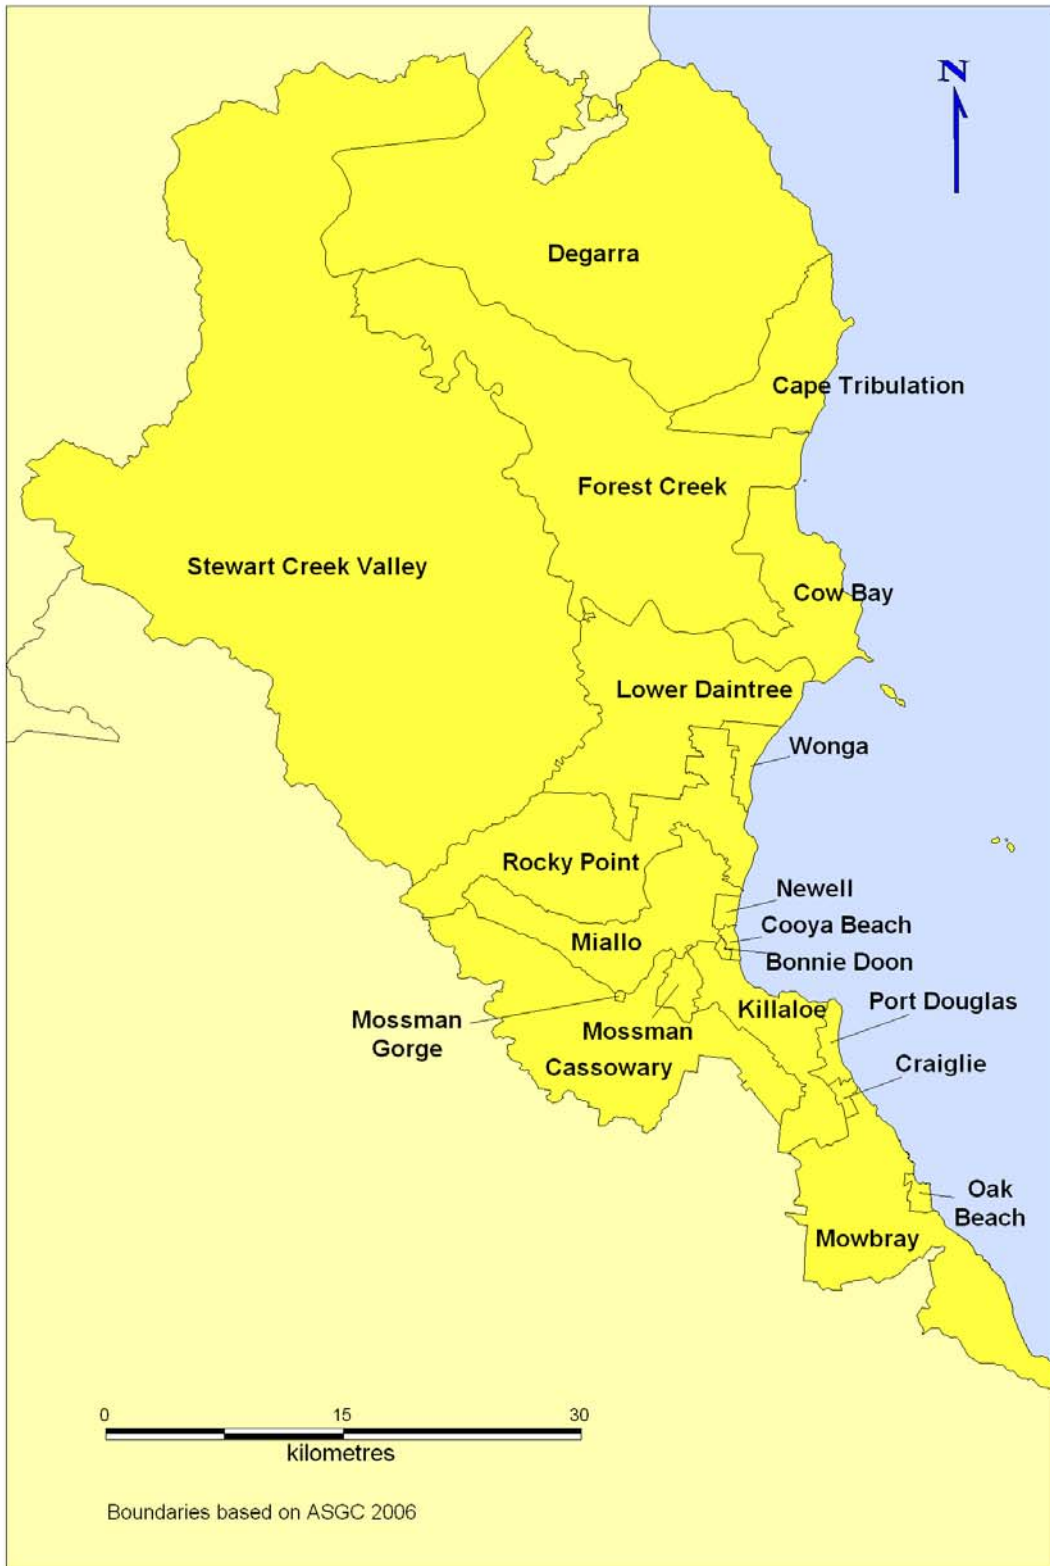 N
Degarra
Cape Tribulation
Forest Creek
Stewart Creek Valley
Cow Bay
Lower Daintree
Wonga
Rocky Point
Newell
Cooya Beach
Miallo
Bonnie Doon
Port Douglas
Killaloe
Mossman
Gorge
Mossman
Craiglie
Cassowary
Oak
Beach
Mowbray
0 15 30
kilometres
Boundaries based on ASGC 2006